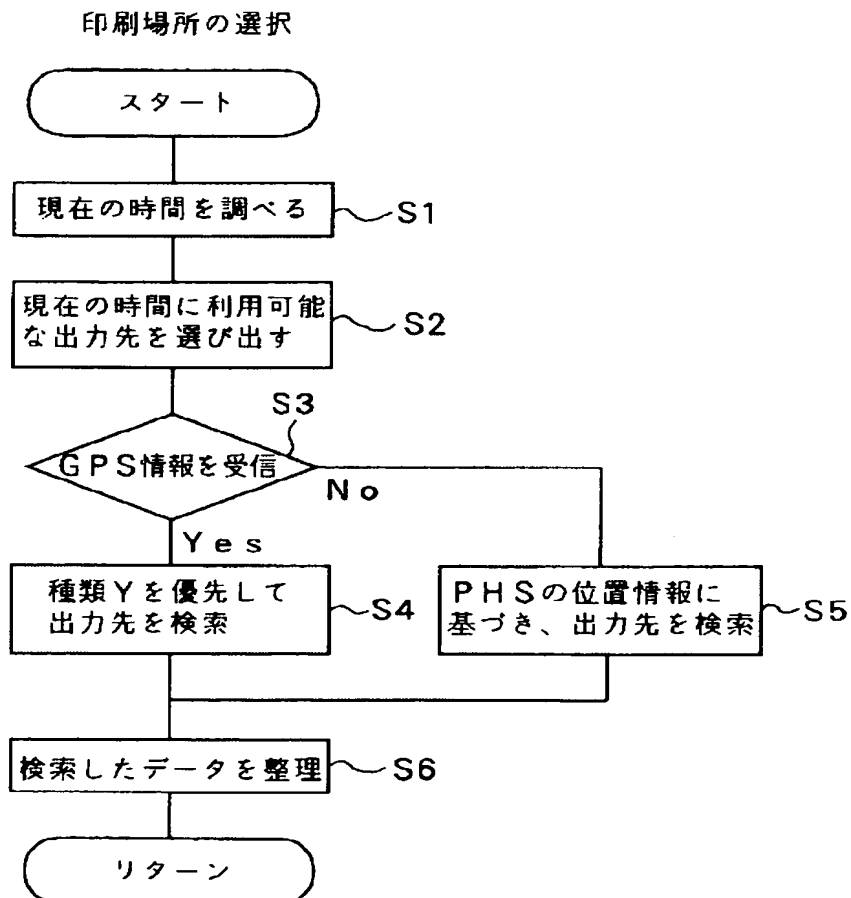 印刷場所の選択
スタート
現在の時間を調べる
S1
現在の時間に利用可能
な出力先を選び出す
S2
S3
GPS情報を受信
No
Yes
種類Yを優先して
出力先を検索
S4
PHSの位置情報に
基づき、出力先を検索
S5
検索したデータを整理
S6
リターン